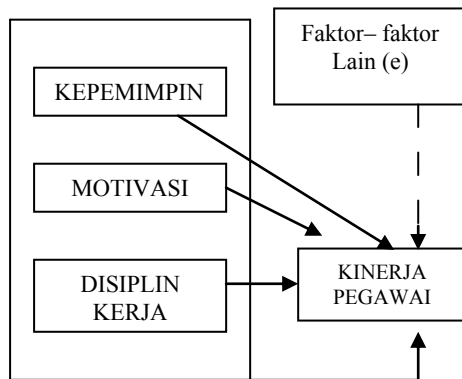 Faktor– faktor
Lain (e)
KEPEMIMPIN
MOTIVASI
DISIPLIN
KERJA
KINERJA
PEGAWAI